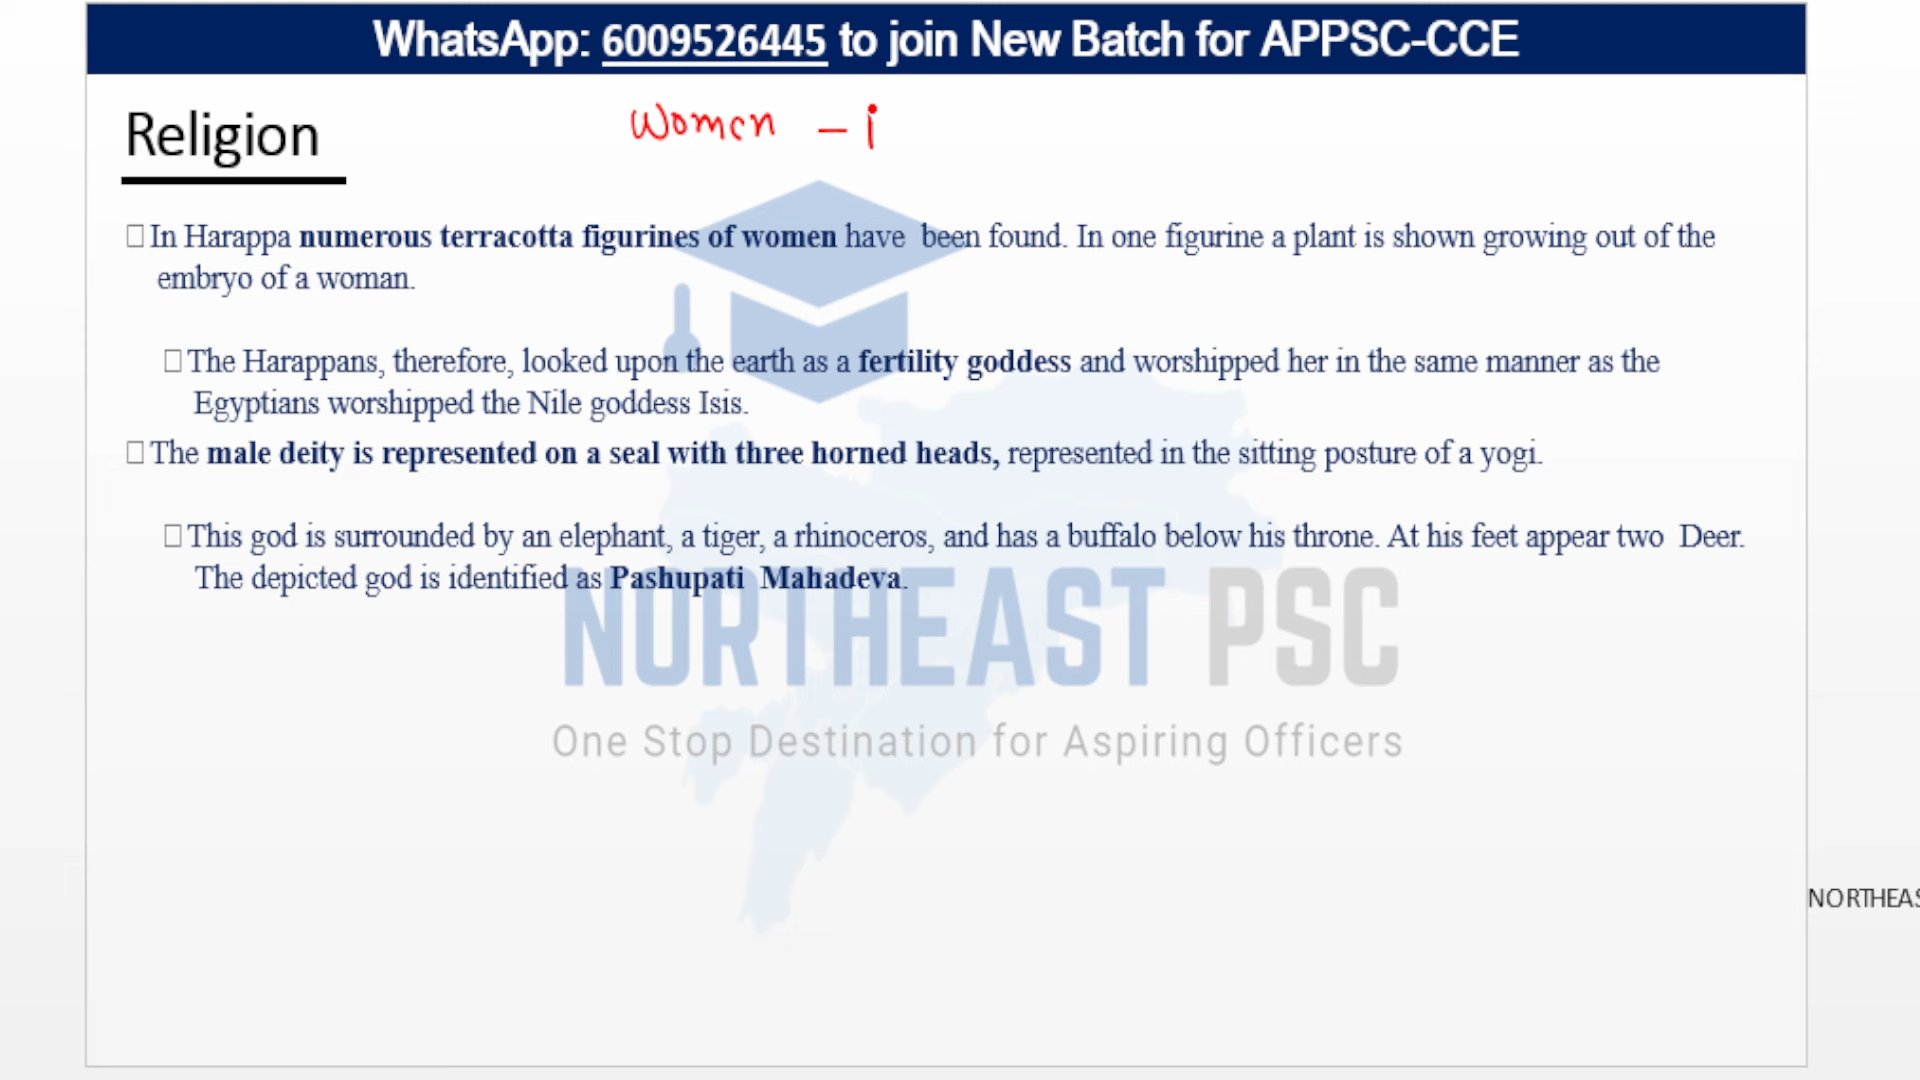 WhatsApp: 6009526445 to join New Batch for APPSC-CCE
Religion
Women - i
In Harappa numerous terracotta figurines of women have been found. In one figurine a plant is shown growing out of the
embryo of a woman.
The Harappans, therefore, looked upon the earth as a fertility goddess and worshipped her in the same manner as the
Egyptians worshipped the Nile goddess Isis.
The male deity is represented on a seal with three horned heads, represented in the sitting posture of a yogi.
This god is surrounded by an elephant, a tiger, a rhinoceros, and has a buffalo below his throne. At his feet appear two Deer.
The depicted god is identified as Pashupati Mahadeva.
NORTHEAST PSC
One Stop Destination for Aspiring Officers
NORTHEAS